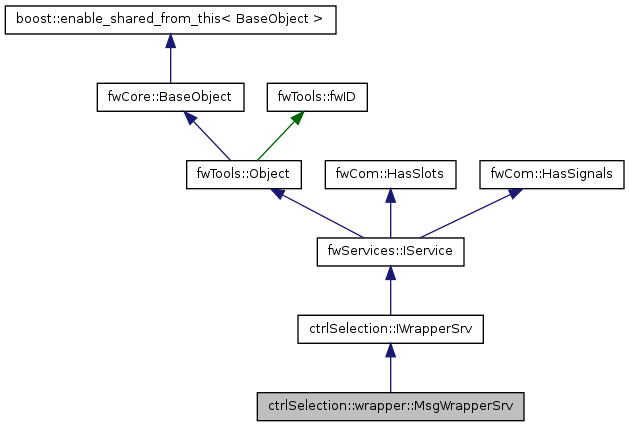 boost::enable_shared_from_this< BaseObject >
fwCore::BaseObject
fwTools::fwID
fwTools::Object
fwCom::HasSlots
fwCom::HasSignals
fwServices::IService
ctrlSelection::IWrapperSrv
ctrlSelection::wrapper::MsgWrapperSrv